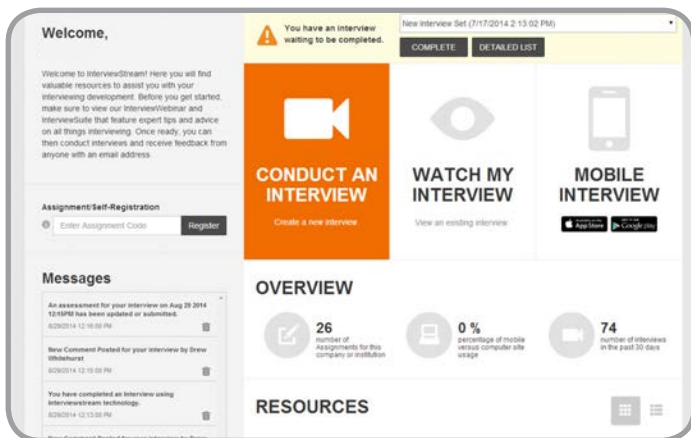 Welcome,
Welcome to InterviewStream! Here you will find
valuable resources to assist you with your
interviewing development. Before you get started,
make sure to view our InterviewWebinar and
InterviewSuite that feature expert tips and advice
on all things interviewing. Once ready, you can
then conduct interviews and receive feedback from
anyone with an email address
Assignment/Self-Registration
Enter Assignment Code
Register
Messages
An assessment for your interview on Aug 29 2014
12:15PM has been updated or submitted.
8/29/2014 12:16:00 PM
New Comment Posted for your interview by Drew
Whitehurst
8/29/2014 12:15:00 PM
You have completed an Interview using
interviewstream technology.
8/29/2014 12:13:00 PM
New Comment Posted for your interview by Drew
You have an interview
waiting to be completed.
New Interview Set (7/17/2014 2:13:02 PM)
COMPLETE
DETAILED LIST
CONDUCT AN
INTERVIEW
Create a new interview
WATCH MY
INTERVIEW
View an existing interview
MOBILE
INTERVIEW
App Store
Google play
OVERVIEW
26
number of
Assignments for this
company or institution
0 %
percentage of mobile
versus computer site
usage
74
number of interviews
in the past 30 days
RESOURCES